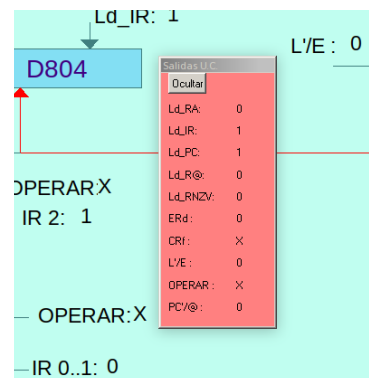 Ld_IR: 1
L'/E : 0
D804
Salidas U.C.
Ocultar
Ld_RA: 0
Ld_IR: 1
Ld_PC: 1
Ld_R@: 0
Ld_RNZV: 0
ERd : 0
CRf : X
L'/E : 0
OPERAR : X
PC'/@ : 0
OPERAR:X
IR 2: 1
OPERAR:X
IR 0..1: 0